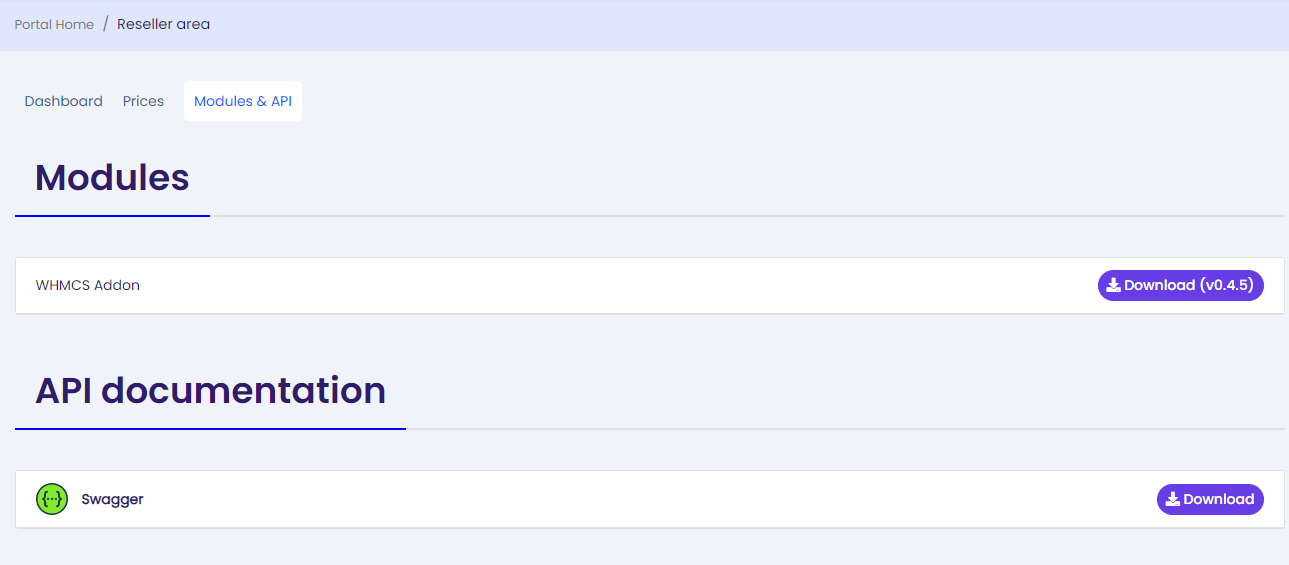 Portal Home / Reseller area
Dashboard Prices Modules & API
Modules
WHMCS Addon Download (v0.4.5)
API documentation
{···} Swagger Download